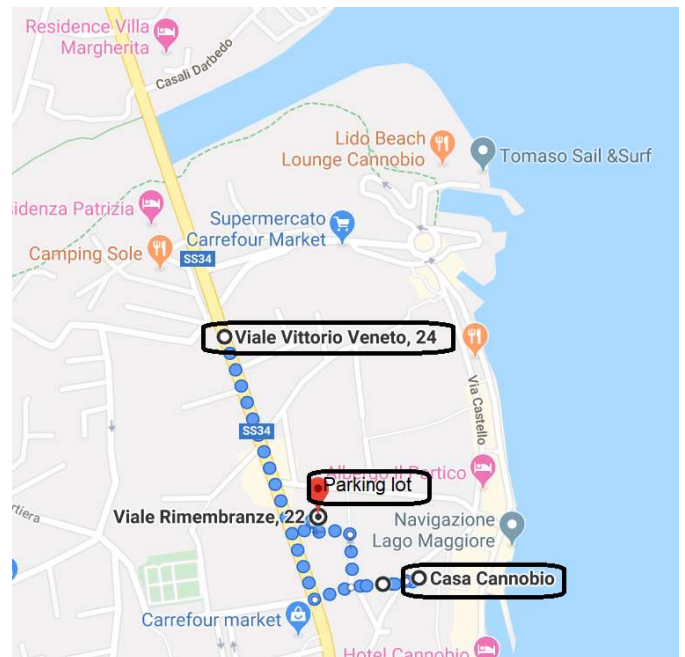 Residence Villa
Margherita
Casali Darbedo
Lido Beach
Lounge Cannobio
Tomaso Sail &Surf
sidenza Patrizia
Supermercato
Carrefour Market
Camping Sole
SS34
Viale Vittorio Veneto, 24
Via Castello
SS34
Albergo Il Portico
Parking lot
Viale Rimembranze, 22
Navigazione
Lago Maggiore
rtiera
Casa Cannobio
Carrefour market
Hotel Cannobio